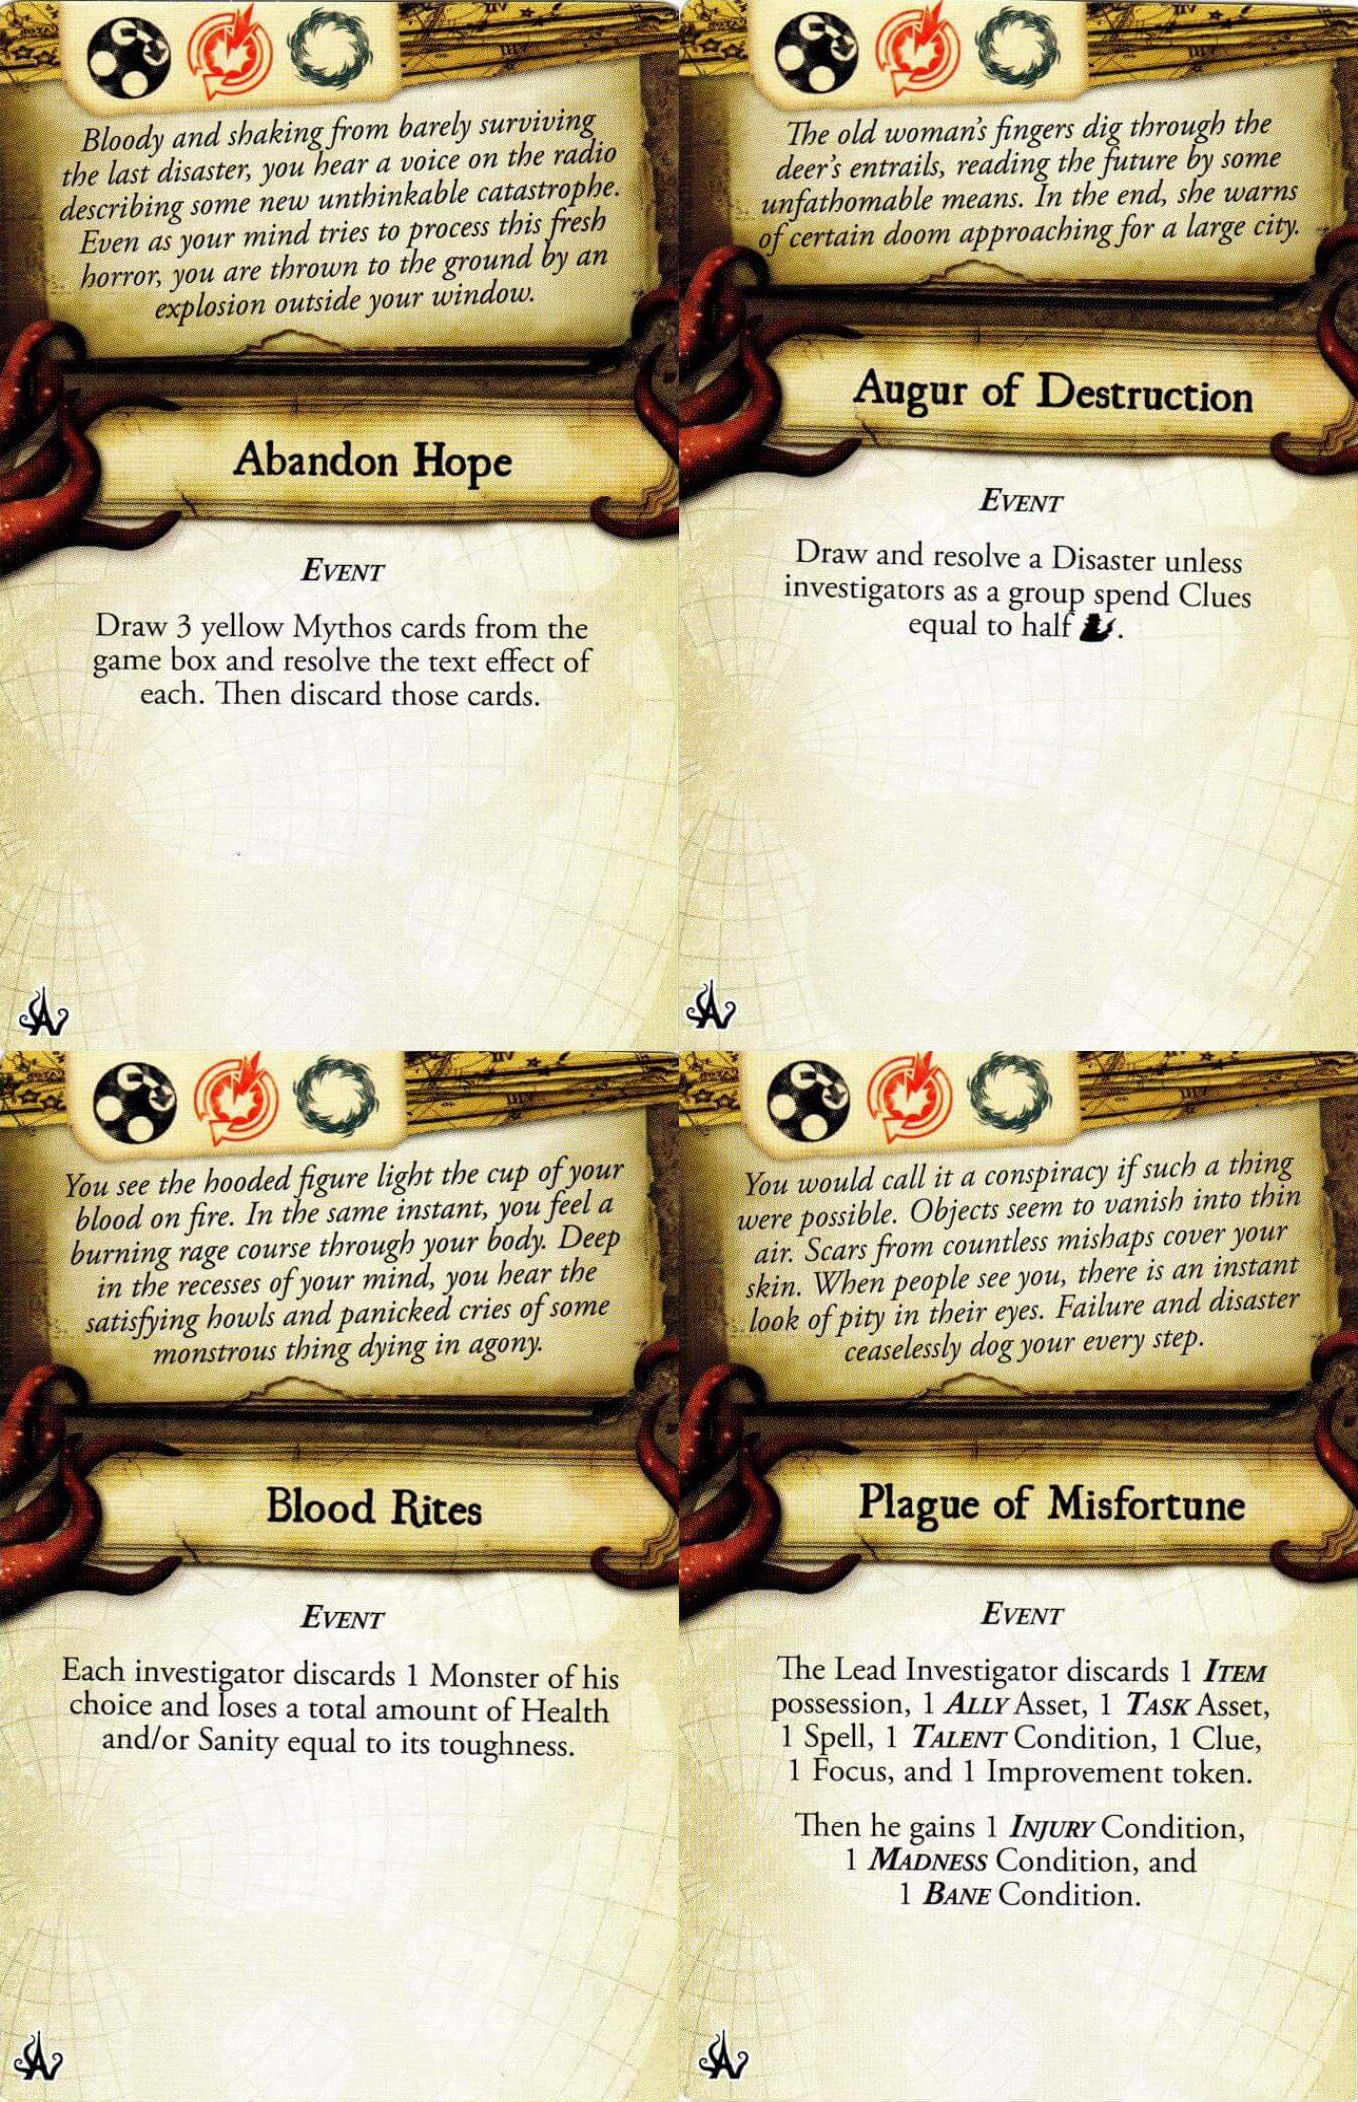 Bloody and shaking from barely surviving
the last disaster, you hear a voice on the radio
describing some new unthinkable catastrophe.
Even as your mind tries to process this fresh
horror, you are thrown to the ground by an
explosion outside your window.
Abandon Hope
EVENT
Draw 3 yellow Mythos cards from the
game box and resolve the text effect of
each. Then discard those cards.
The old woman's fingers dig through the
deer's entrails, reading the future by some
unfathomable means. In the end, she warns
of certain doom approaching for a large city.
Augur of Destruction
EVENT
Draw and resolve a Disaster unless
investigators as a group spend Clues
equal to half .
You see the hooded figure light the cup of your
blood on fire. In the same instant, you feel a
burning rage course through your body. Deep
in the recesses of your mind, you hear the
satisfying howls and panicked cries of some
monstrous thing dying in agony.
Blood Rites
EVENT
Each investigator discards 1 Monster of his
choice and loses a total amount of Health
and/or Sanity equal to its toughness.
You would call it a conspiracy if such a thing
were possible. Objects seem to vanish into thin
air. Scars from countless mishaps cover your
skin. When people see you, there is an instant
look of pity in their eyes. Failure and disaster
ceaselessly dog your every step.
Plague of Misfortune
EVENT
The Lead Investigator discards 1 ITEM
possession, 1 ALLY Asset, 1 TASK Asset,
1 Spell, 1 TALENT Condition, 1 Clue,
1 Focus, and 1 Improvement token.
Then he gains 1 INJURY Condition,
1 MADNESS Condition, and
1 BANE Condition.